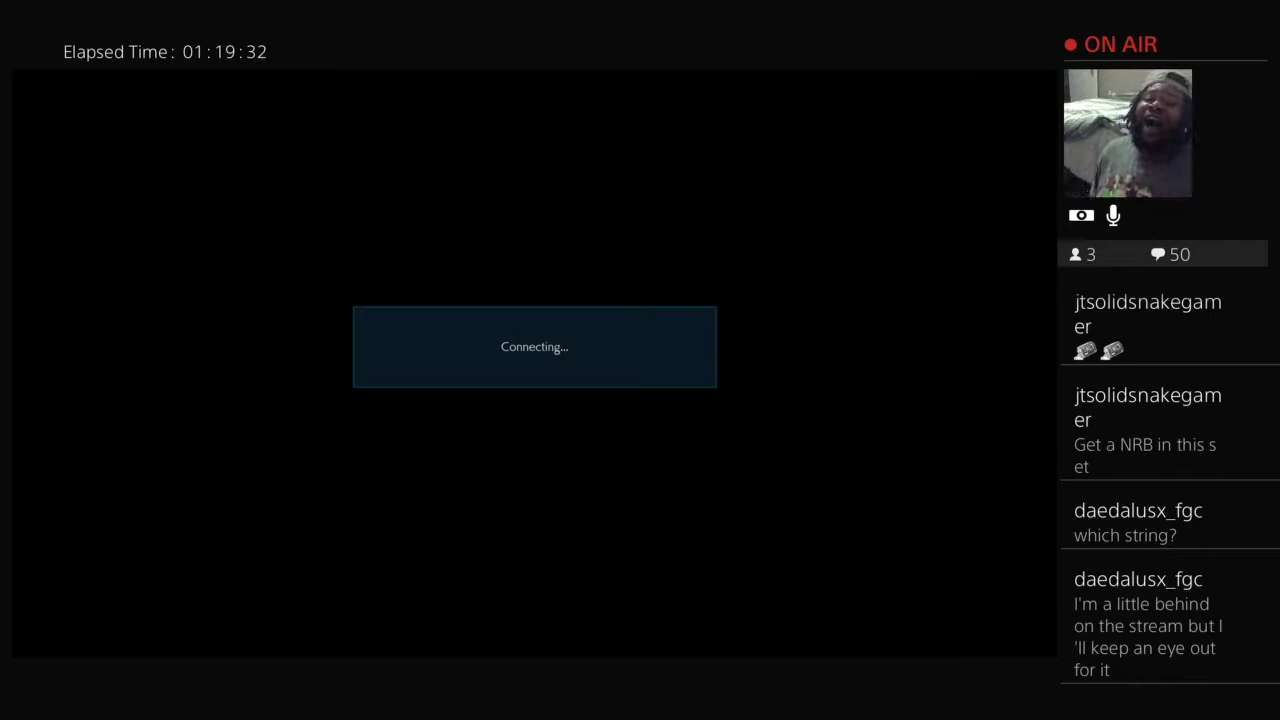 Elapsed Time: 01:19:32
ON AIR
3 50
Connecting...
jtsolidsnakegam
er
jtsolidsnakegam
er
Get a NRB in this s
et
daedalusx_fgc
which string?
daedalusx_fgc
I'm a little behind
on the stream but I
'll keep an eye out
for it